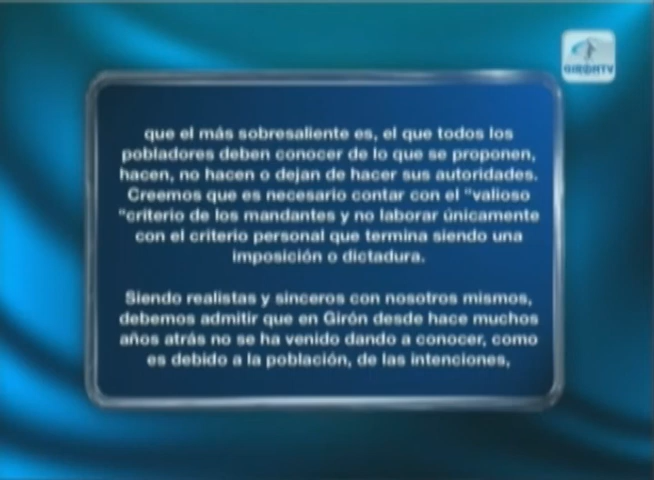 GIRONTV
que el más sobresaliente es, el que todos los
pobladores deben conocer de lo que se proponen,
hacen, no hacen o dejan de hacer sus autoridades.
Creemos que es necesario contar con el "valioso
"criterio de los mandantes y no laborar únicamente
con el criterio personal que termina siendo una
imposición o dictadura.
Siendo realistas y sinceros con nosotros mismos,
debemos admitir que en Girón desde hace muchos
años atrás no se ha venido dando a conocer, como
es debido a la población, de las intenciones,